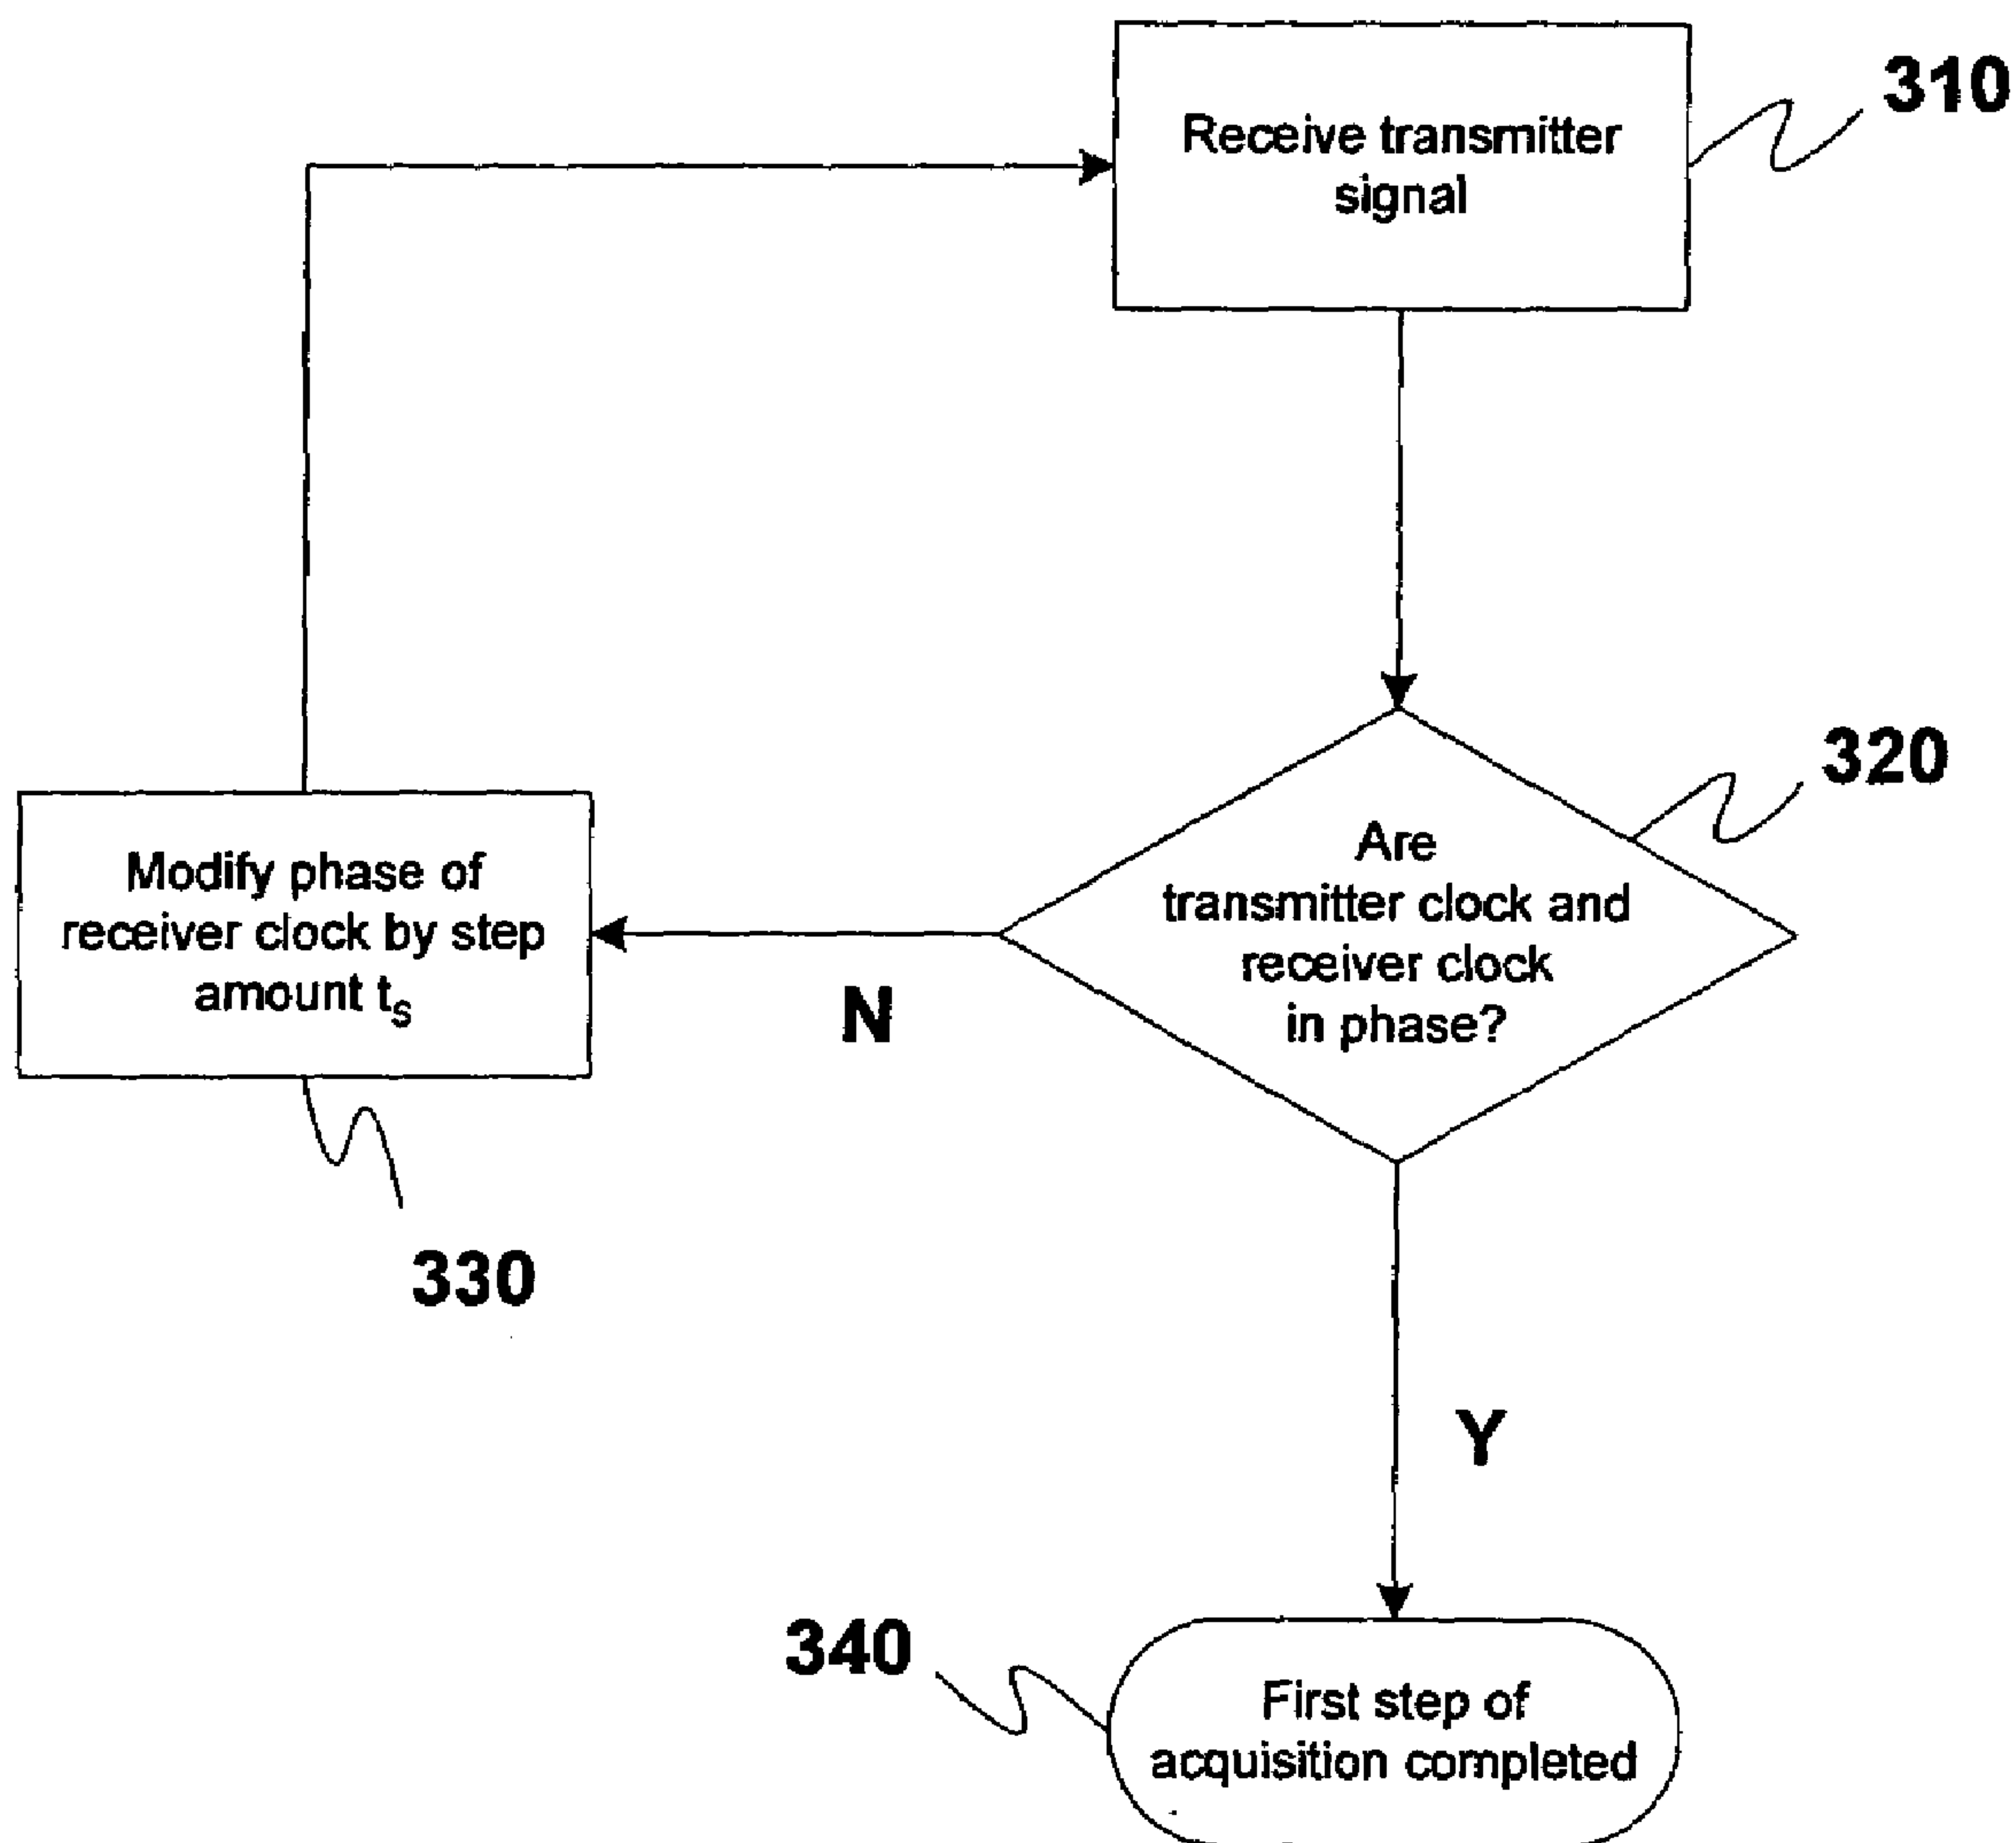 310
Receive transmitter
signal
320
Are
transmitter clock and
receiver clock
in phase?
N
Modify phase of
receiver clock by step
amount tₛ
330
Y
340
First step of
acquisition completed